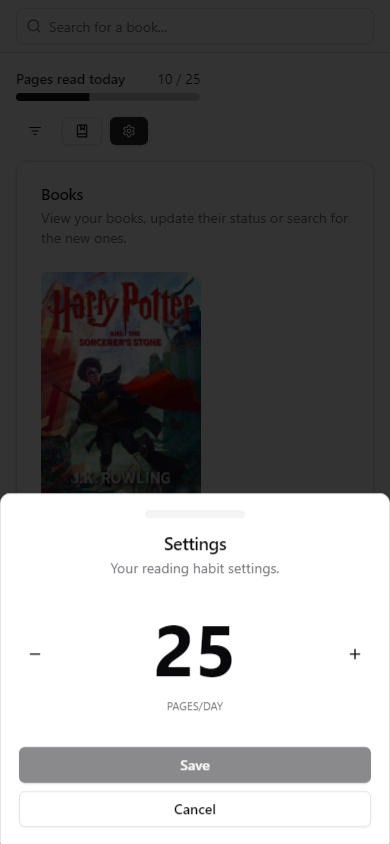 Search for a book...
Pages read today 10 / 25
Books
View your books, update their status or search for
the new ones.
Harry Potter
AND THE
SORCERER'S STONE
J.K. ROWLING
Settings
Your reading habit settings.
− 25 +
PAGES/DAY
Save
Cancel